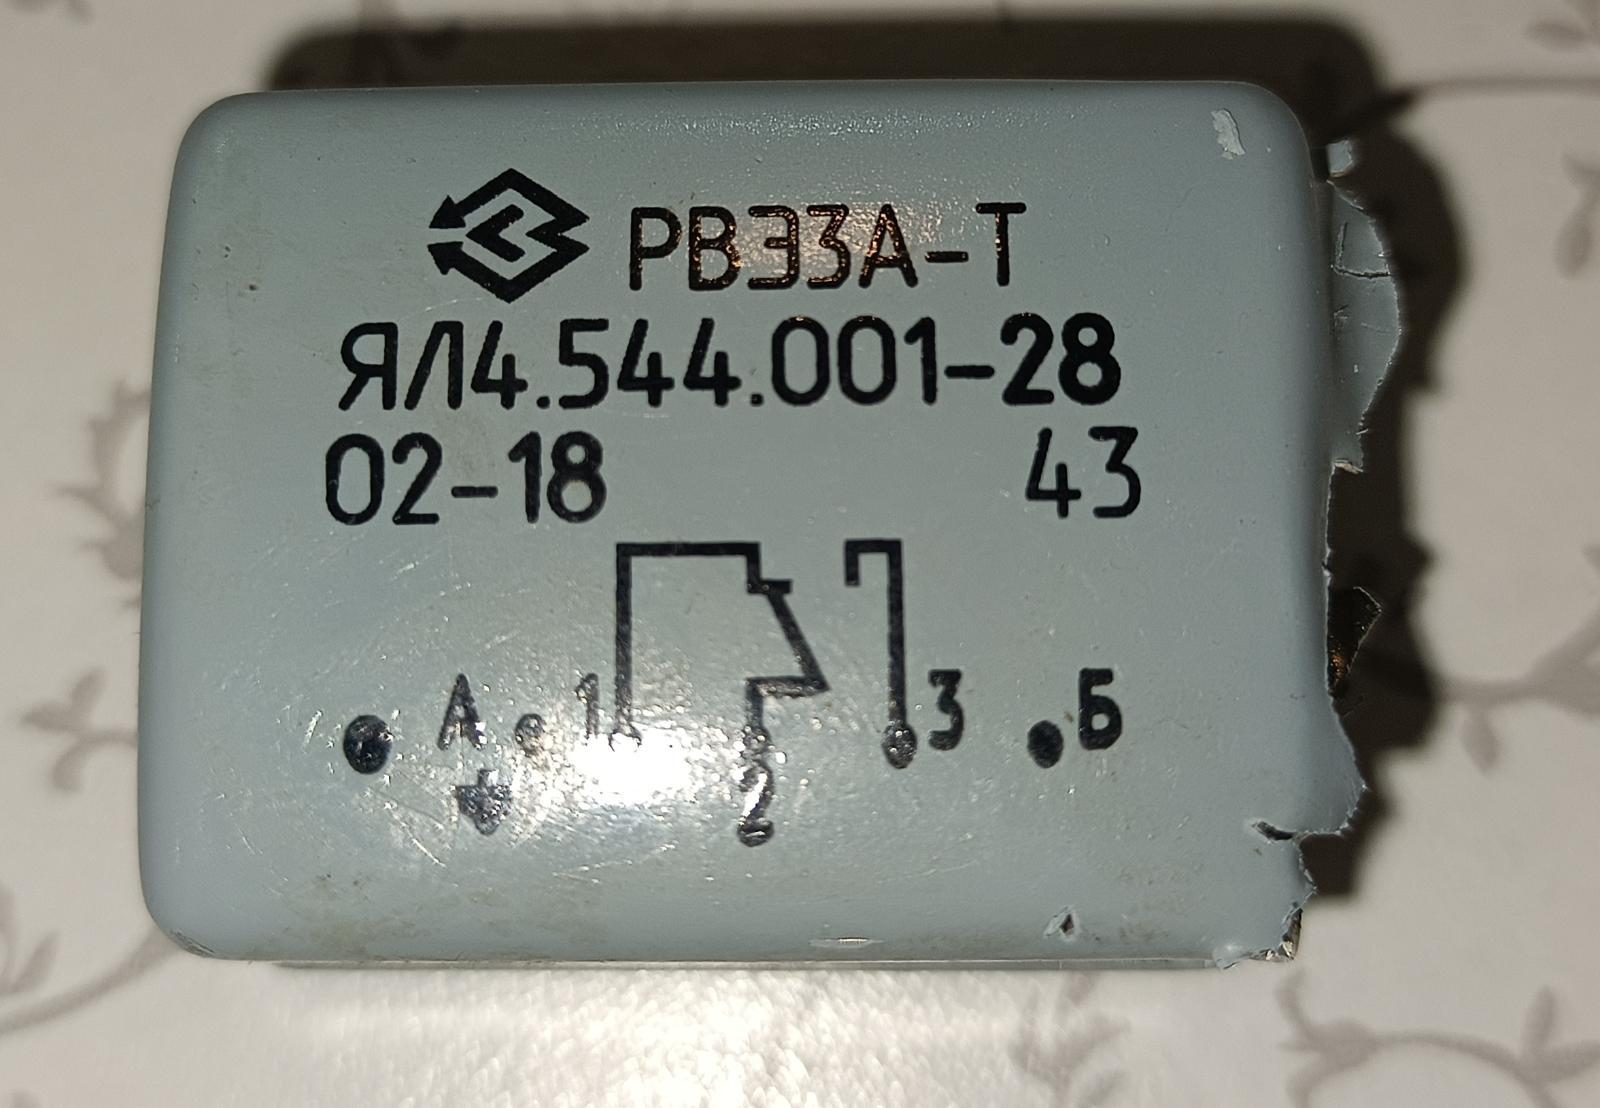 РВЭ3А-Т
ЯЛ4.544.001-28
02-18 43
А 1 3 Б
+ 2